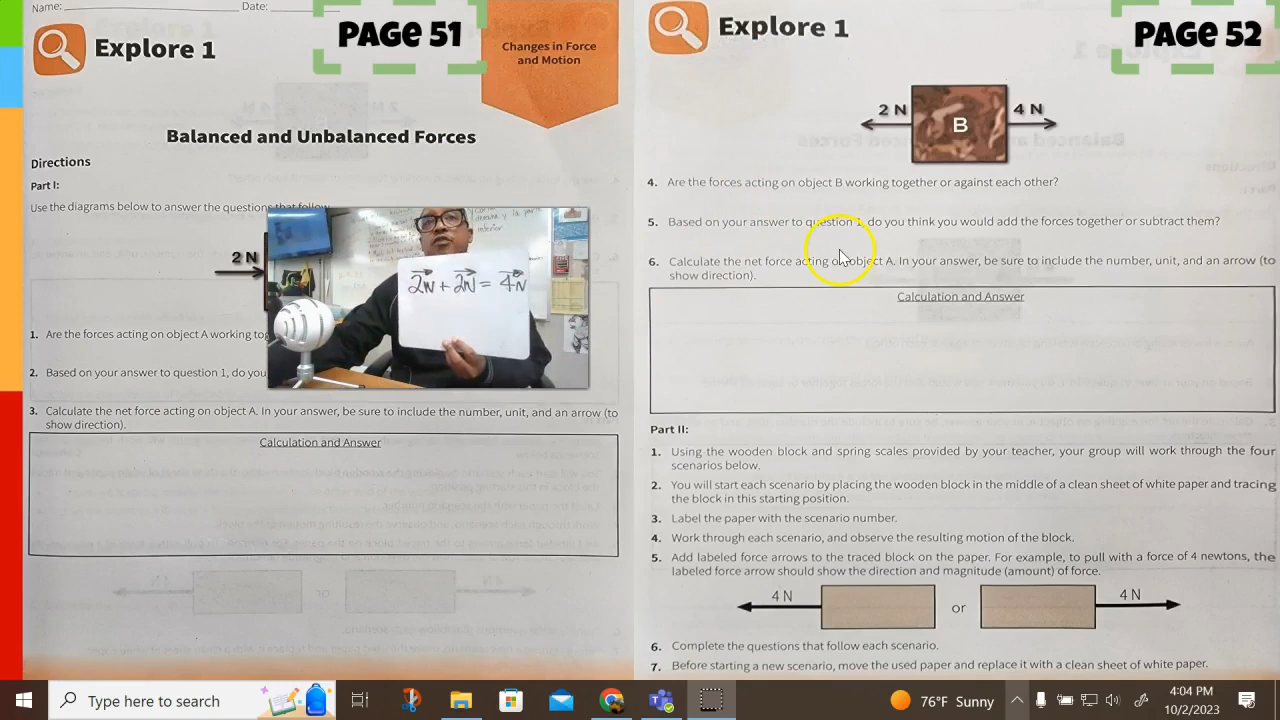 Name: Date:
Explore 1
PAGE 51
Changes in Force
and Motion
Balanced and Unbalanced Forces
Directions
Part I:
Use the diagrams below to answer the questions that follow.
2 N
1. Are the forces acting on object A working
2. Based on your answer to question 1, do you
3. Calculate the net force acting on object A. In your answer, be sure to include the number, unit, and an arrow (to
show direction).
Calculation and Answer
2N + 2N = 4N
inferior
Explore 1
PAGE 52
2 N
B
4 N
4. Are the forces acting on object B working together or against each other?
5. Based on your answer to question 1, do you think you would add the forces together or subtract them?
6. Calculate the net force acting on object A. In your answer, be sure to include the number, unit, and an arrow (to
show direction).
Calculation and Answer
Part II:
1. Using the wooden block and spring scales provided by your teacher, your group will work through the four
scenarios below.
2. You will start each scenario by placing the wooden block in the middle of a clean sheet of white paper and tracing
the block in this starting position.
3. Label the paper with the scenario number.
4. Work through each scenario, and observe the resulting motion of the block.
5. Add labeled force arrows to the traced block on the paper. For example, to pull with a force of 4 newtons, the
labeled force arrow should show the direction and magnitude (amount) of force.
4 N
or
4 N
6. Complete the questions that follow each scenario.
7. Before starting a new scenario, move the used paper and replace it with a clean sheet of white paper.
Type here to search
76°F Sunny
4:04 PM
10/2/2023